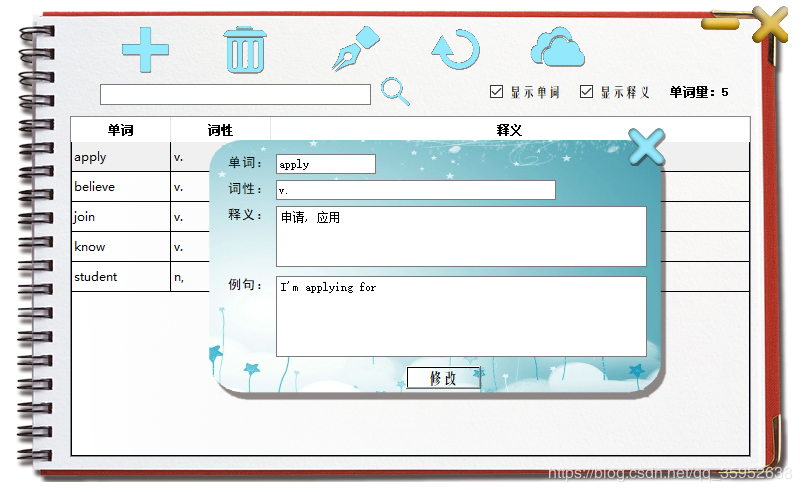 显示单词 显示释义 单词量：5
单词 词性 释义
apply v.
believe v.
join v.
know v.
student n,
单词： apply
词性： v.
释义： 申请, 应用
例句： I'm applying for
修改
https://blog.csdn.net/qq_35952638